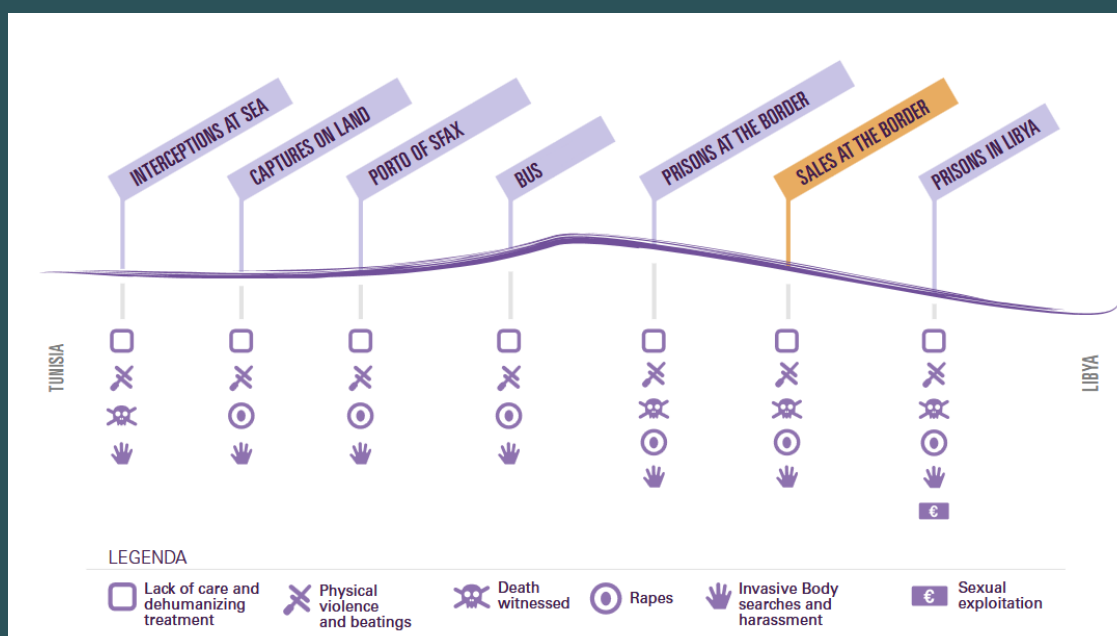 INTERCEPTIONS AT SEA
CAPTURES ON LAND
PORTO OF SFAX
BUS
PRISONS AT THE BORDER
SALES AT THE BORDER
PRISONS IN LIBYA
TUNISIA
LIBYA
€
LEGENDA
Lack of care and
dehumanizing
treatment
Physical
violence
and beatings
Death
witnessed
Rapes
Invasive Body
searches and
harassment
€
Sexual
exploitation